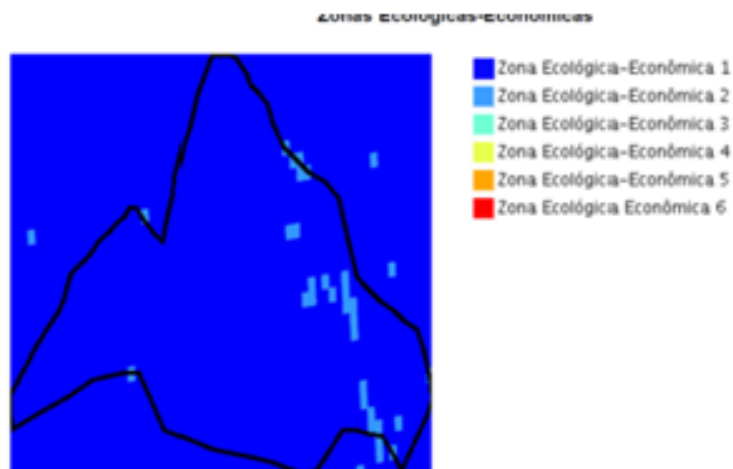 Zonas Ecológicas-Econômicas
Zona Ecológica-Econômica 1
Zona Ecológica-Econômica 2
Zona Ecológica-Econômica 3
Zona Ecológica-Econômica 4
Zona Ecológica-Econômica 5
Zona Ecológica Econômica 6